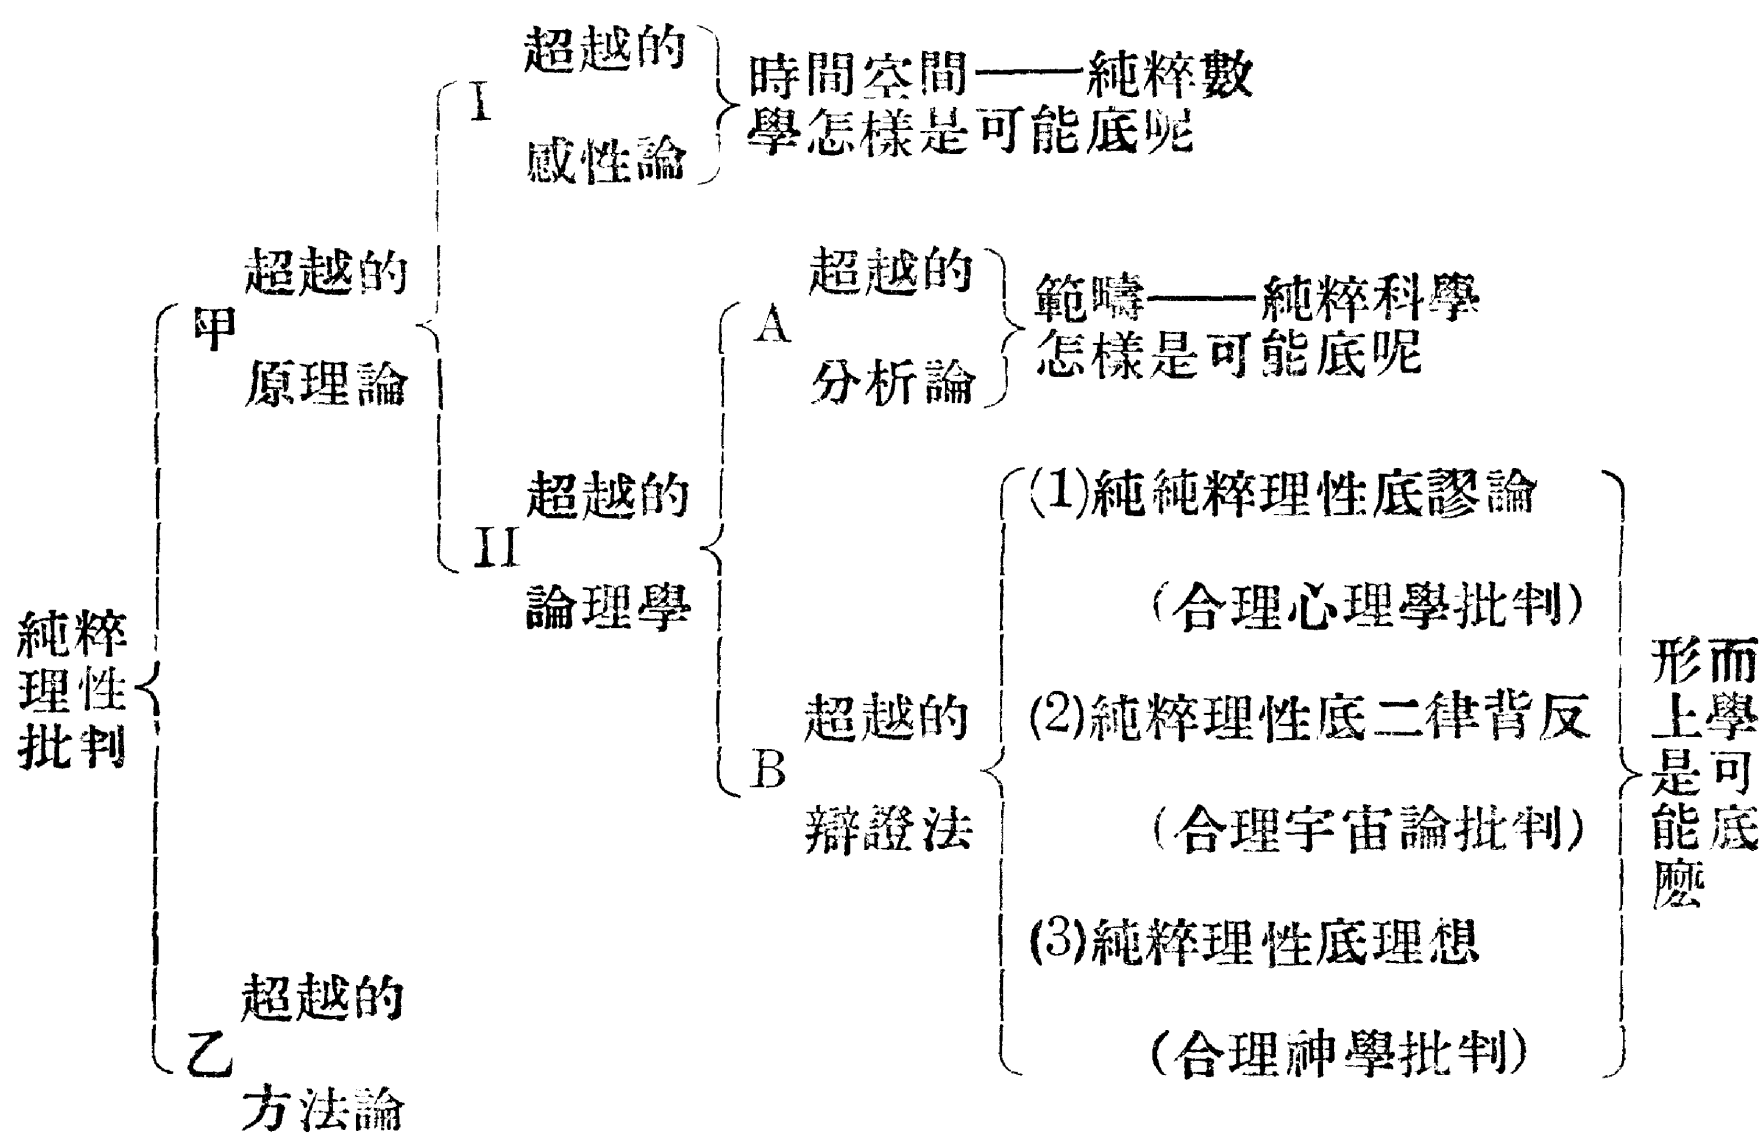 純粹
理性
批判
甲
超越的
原理論
I
超越的
感性論
時間空間——純粹數
學怎樣是可能底呢
II
超越的
論理學
A
超越的
分析論
範疇——純粹科學
怎樣是可能底呢
B
超越的
辯證法
(1)純純粹理性底謬論
(合理心理學批判)
(2)純粹理性底二律背反
(合理宇宙論批判)
(3)純粹理性底理想
(合理神學批判)
形而
上學
是可
能底
麼
乙
超越的
方法論